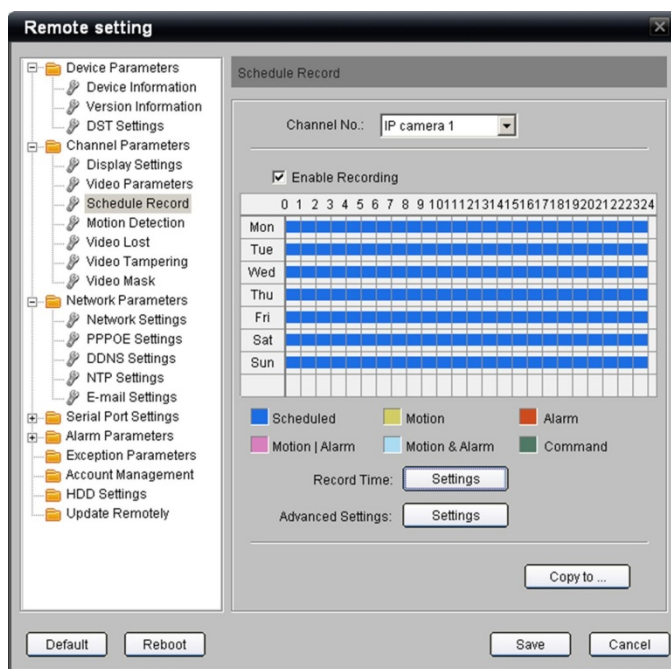 Remote setting
Device Parameters
Device Information
Version Information
DST Settings
Channel Parameters
Display Settings
Video Parameters
Schedule Record
Motion Detection
Video Lost
Video Tampering
Video Mask
Network Parameters
Network Settings
PPPOE Settings
DDNS Settings
NTP Settings
E-mail Settings
Serial Port Settings
Alarm Parameters
Exception Parameters
Account Management
HDD Settings
Update Remotely
Schedule Record
Channel No.: IP camera 1
Enable Recording
0 1 2 3 4 5 6 7 8 9 10 11 12 13 14 15 16 17 18 19 20 21 22 23 24
Mon
Tue
Wed
Thu
Fri
Sat
Sun
Scheduled Motion Alarm
Motion | Alarm Motion & Alarm Command
Record Time: Settings
Advanced Settings: Settings
Copy to ...
Default Reboot Save Cancel